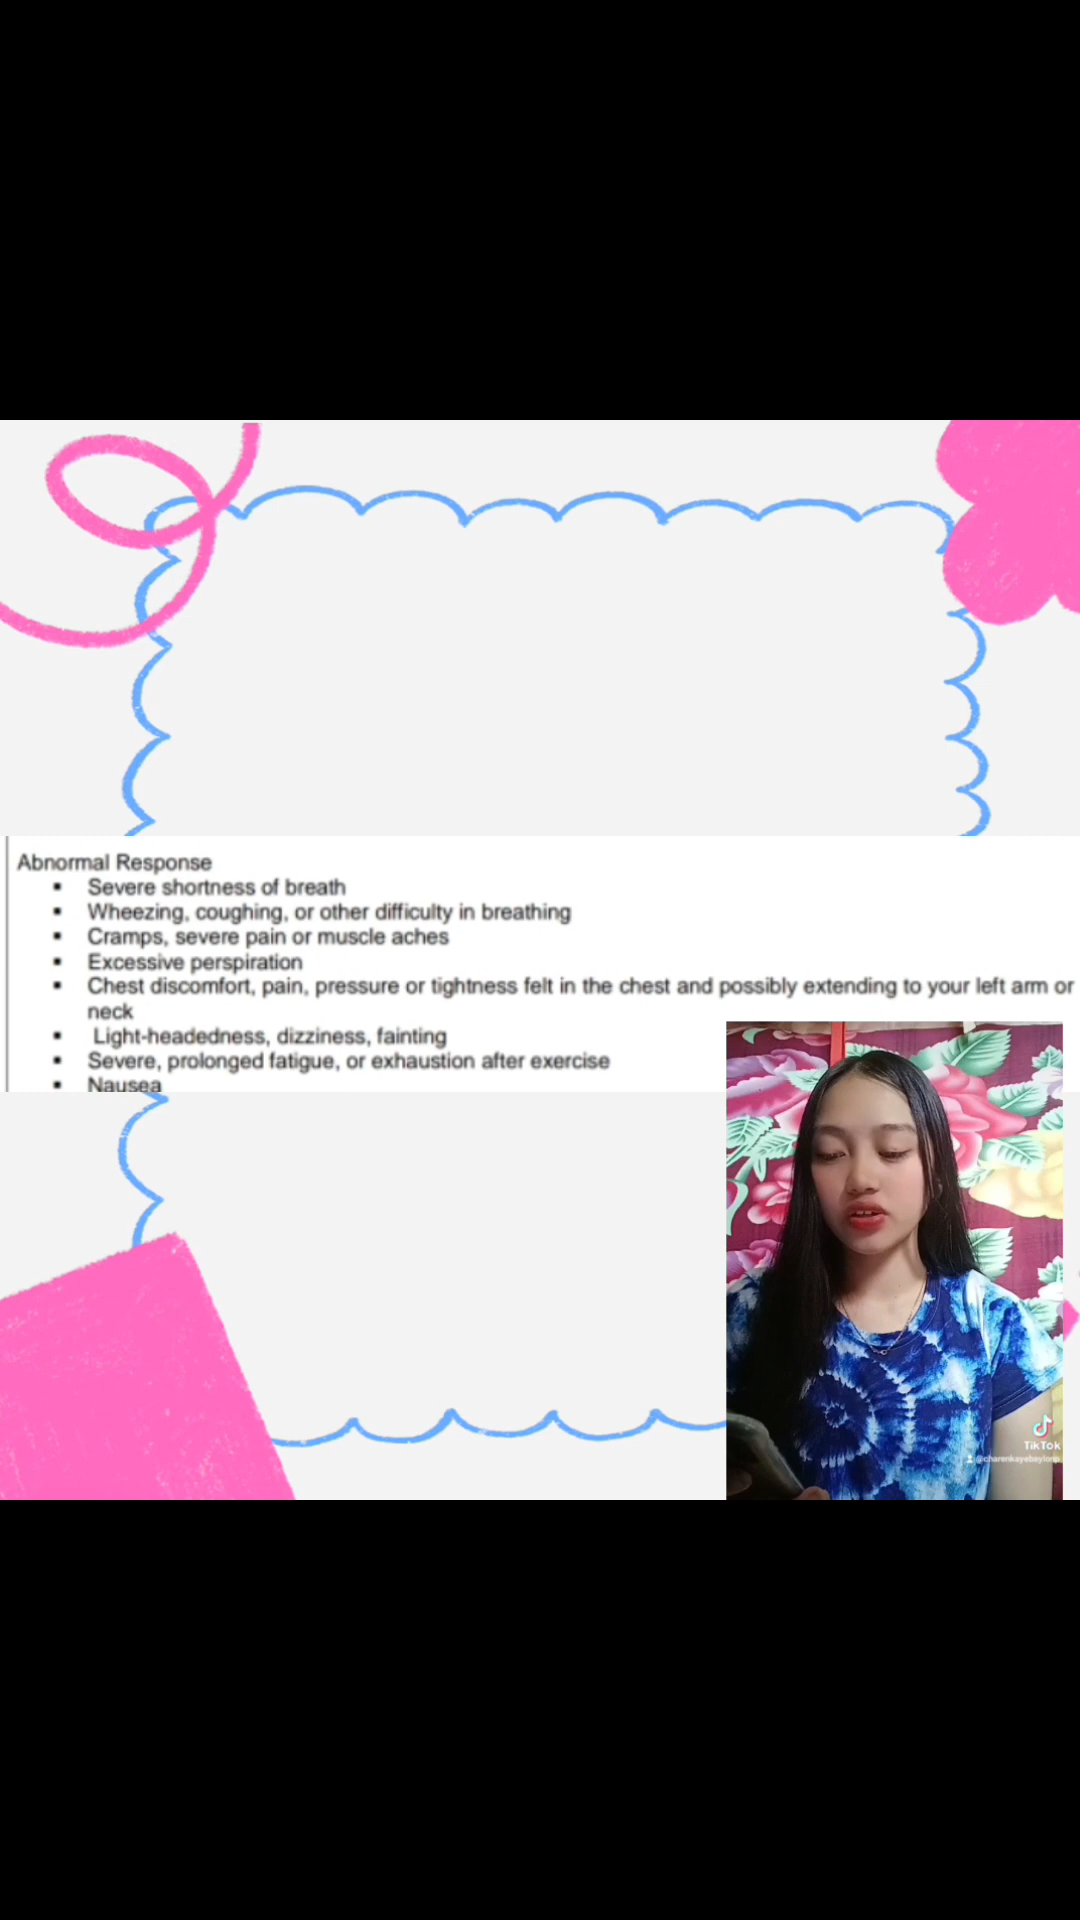 Abnormal Response
▪ Severe shortness of breath
▪ Wheezing, coughing, or other difficulty in breathing
▪ Cramps, severe pain or muscle aches
▪ Excessive perspiration
▪ Chest discomfort, pain, pressure or tightness felt in the chest and possibly extending to your left arm or
neck
▪ Light-headedness, dizziness, fainting
▪ Severe, prolonged fatigue, or exhaustion after exercise
▪ Nausea
TikTok